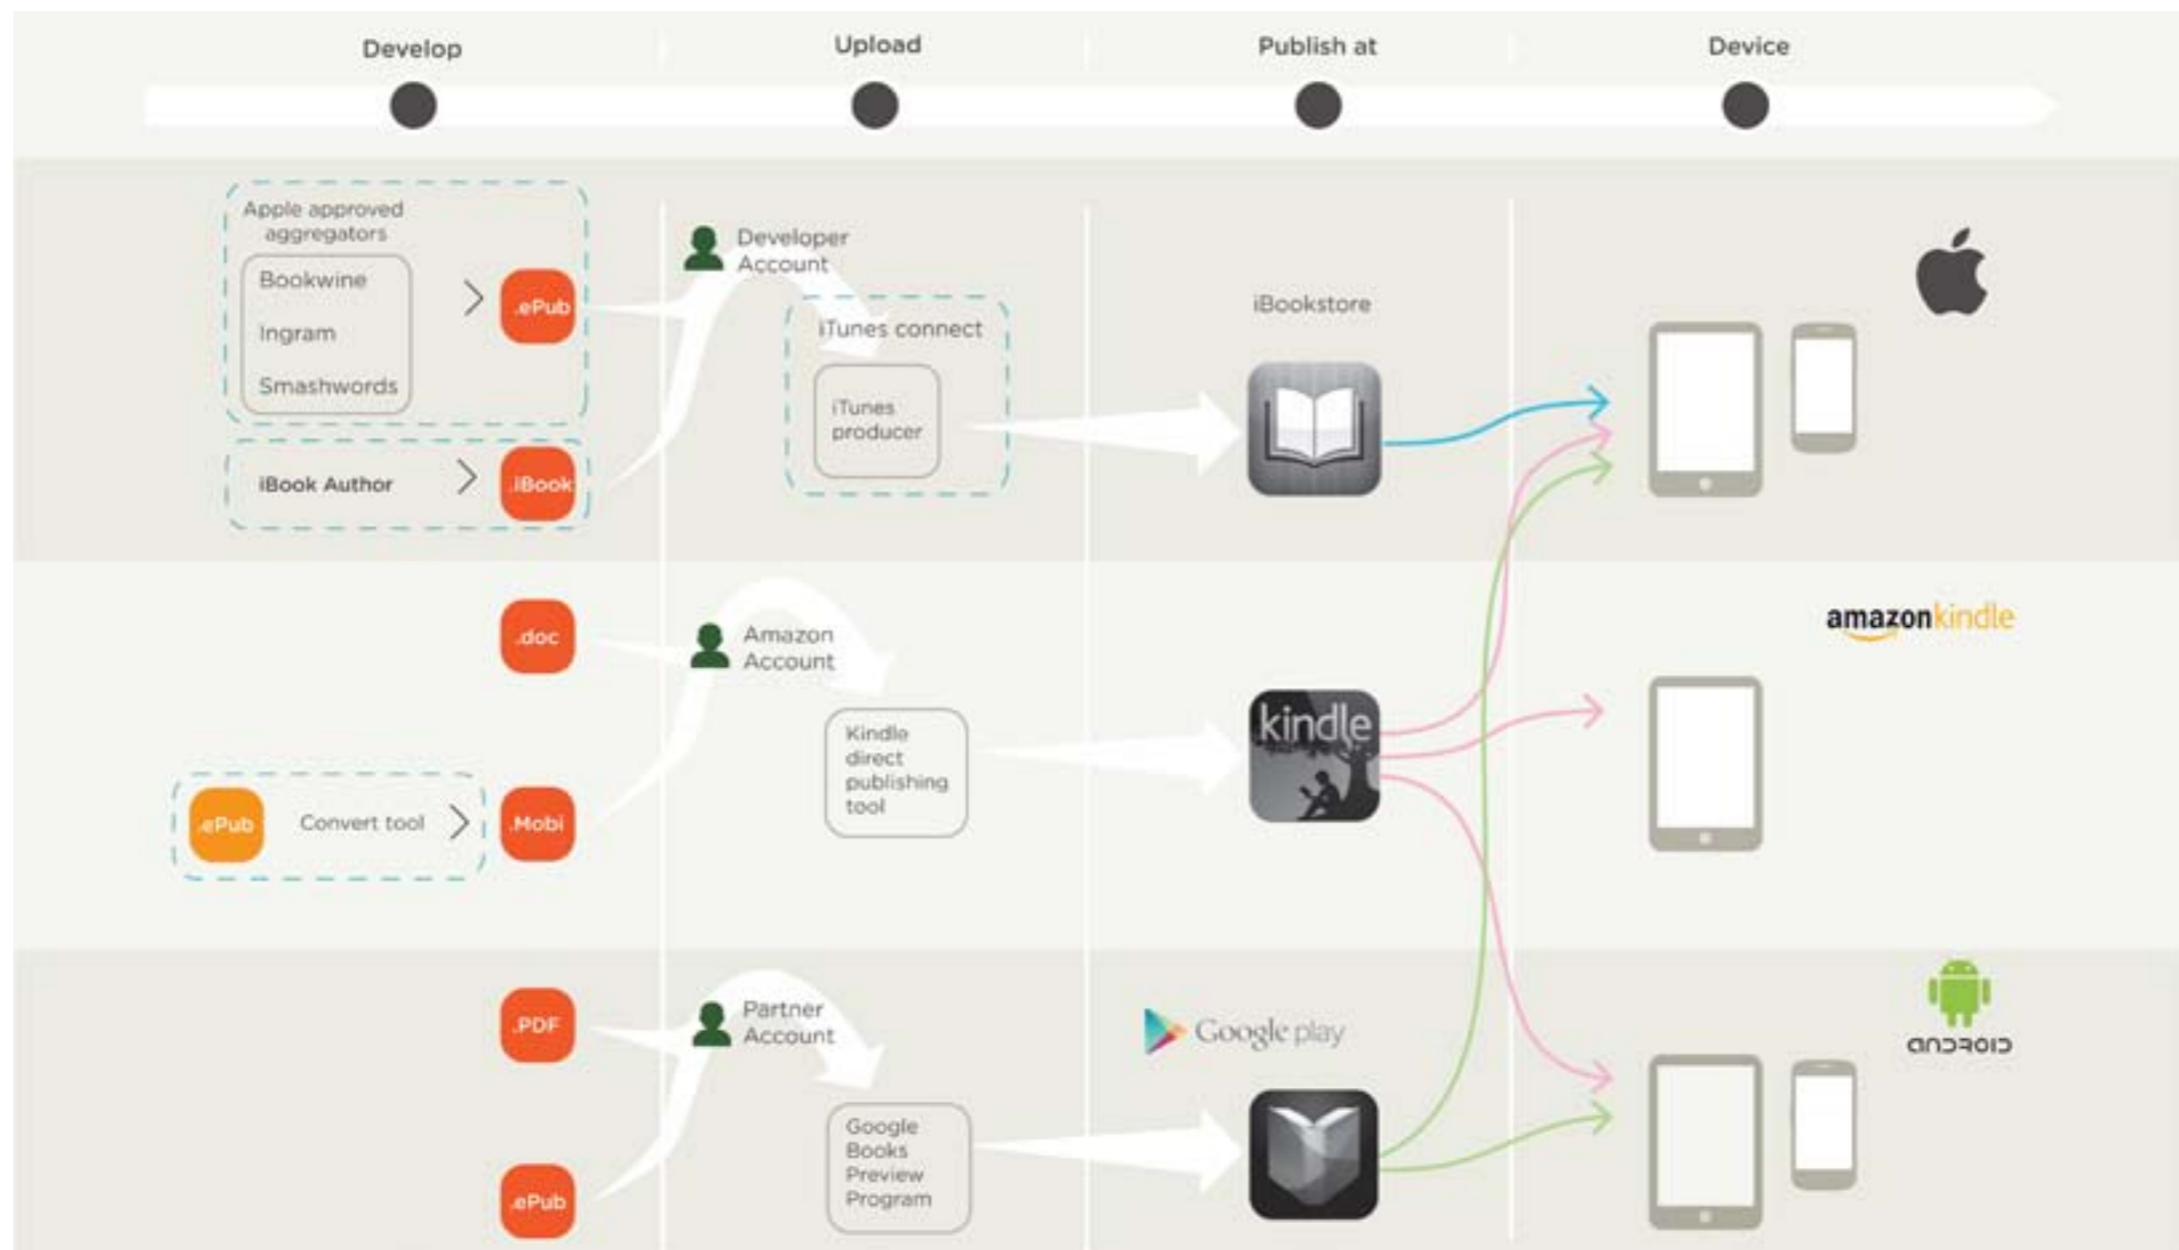 Develop
Upload
Publish at
Device
Apple approved
aggregators
Bookwine
Ingram
Smashwords
.ePub
iBook Author
.iBook
Developer
Account
iTunes connect
iTunes
producer
iBookstore
.doc
.ePub
Convert tool
.Mobi
Amazon
Account
Kindle
direct
publishing
tool
kindle
amazonkindle
.PDF
.ePub
Partner
Account
Google
Books
Preview
Program
Google play
ANDROID